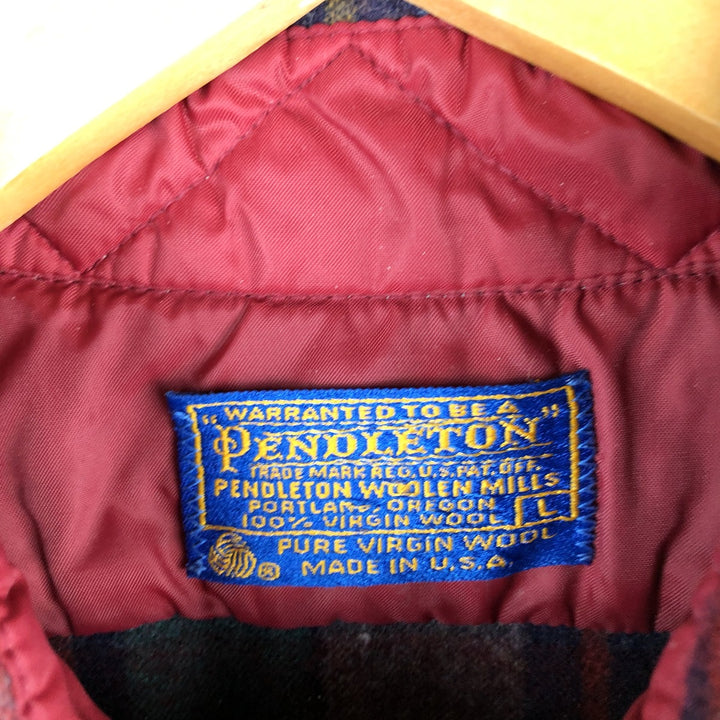 "WARRANTED TO BE A
PENDLETON"
TRADE MARK REG. U.S. PAT. OFF.
PENDLETON WOOLEN MILLS
PORTLAND, OREGON
100% VIRGIN WOOL L
PURE VIRGIN WOOL
® MADE IN U.S.A.